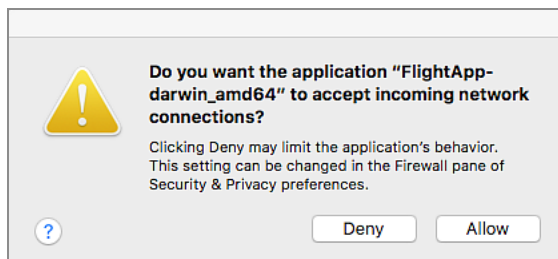 Do you want the application “FlightApp-
darwin_amd64” to accept incoming network
connections?
Clicking Deny may limit the application’s behavior.
This setting can be changed in the Firewall pane of
Security & Privacy preferences.
?
Deny
Allow